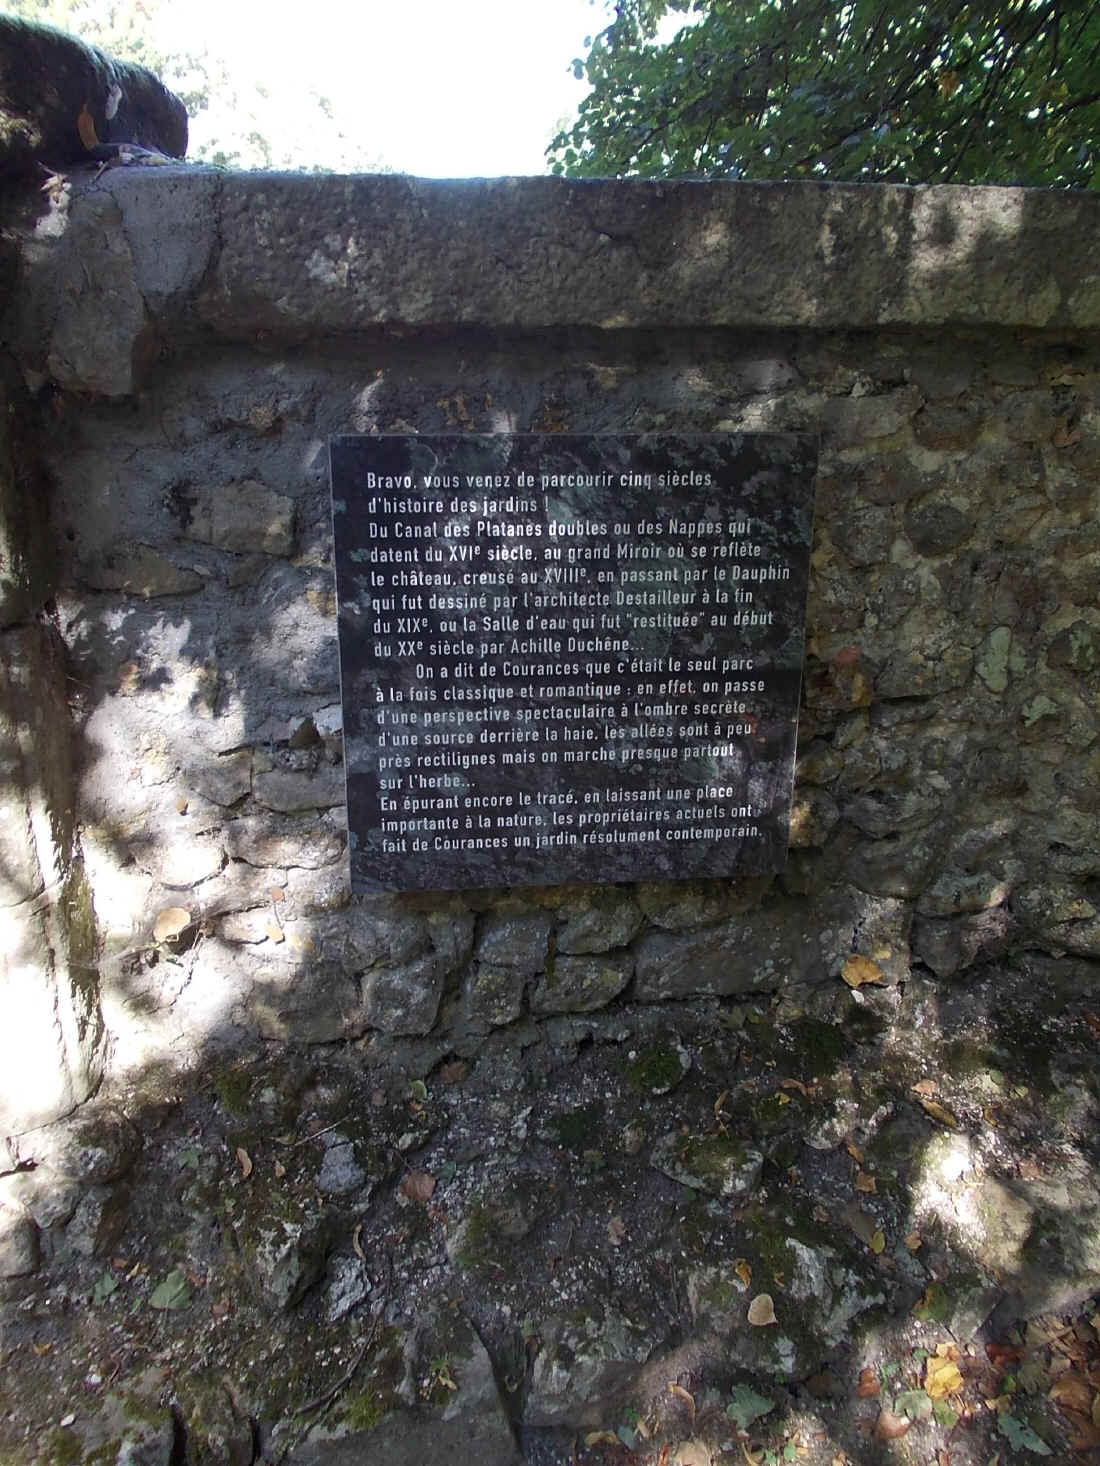 Bravo, vous venez de parcourir cinq siècles
d'histoire des jardins !
Du Canal des Platanes doubles ou des Nappes qui
datent du XVIe siècle, au grand Miroir où se reflète
le château, creusé au XVIIIe, en passant par le Dauphin
qui fut dessiné par l'architecte Destailleur à la fin
du XIXe, ou la Salle d'eau qui fut "restituée" au début
du XXe siècle par Achille Duchêne...
On a dit de Courances que c'était le seul parc
à la fois classique et romantique : en effet, on passe
d'une perspective spectaculaire à l'ombre secrète
d'une source derrière la haie, les allées sont à peu
près rectilignes mais on marche presque partout
sur l'herbe...
En épurant encore le tracé, en laissant une place
importante à la nature, les propriétaires actuels ont
fait de Courances un jardin résolument contemporain.